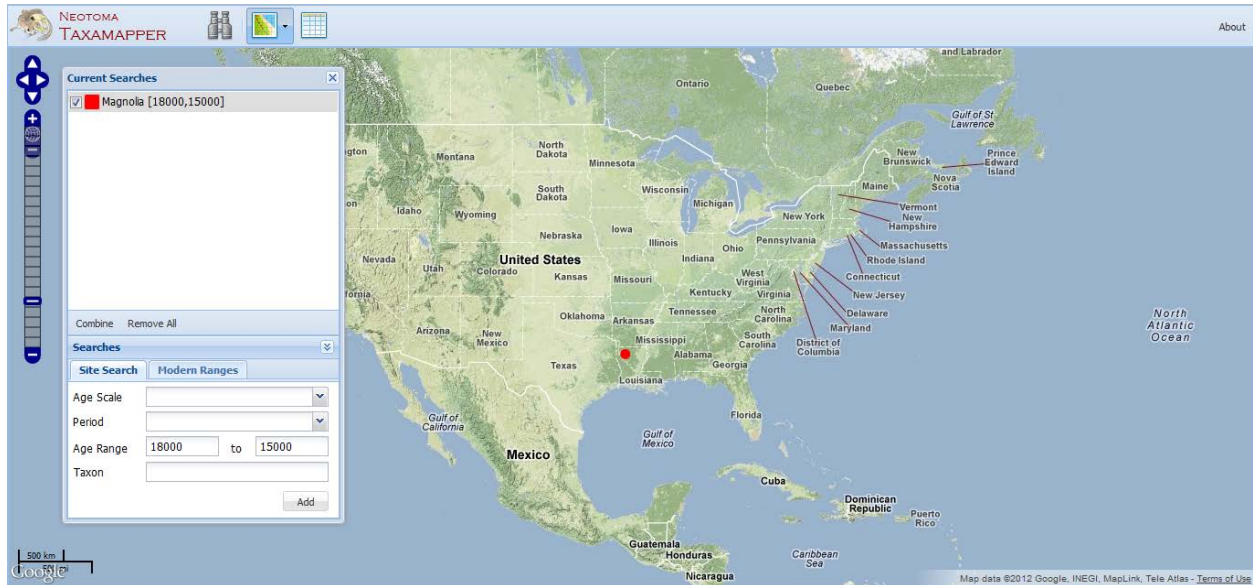 NEOTOMA
TAXAMAPPER
About
Current Searches
Magnolia [18000,15000]
Combine Remove All
Searches
Site Search Modern Ranges
Age Scale
Period
Age Range 18000 to 15000
Taxon
Add
and Labrador
Ontario
Quebec
Gulf of St
Lawrence
ngton
Montana
North
Dakota
Minnesota
New
Brunswick
Prince
Edward
Island
Nova
Scotia
Maine
on
Idaho
Wyoming
South
Dakota
Wisconsin
Michigan
New York
Vermont
New
Hampshire
Massachusetts
Rhode Island
Connecticut
Nebraska
Iowa
Illinois
Indiana
Ohio
Pennsylvania
Nevada
Utah
Colorado
United States
Kansas
Missouri
West
Virginia
Virginia
Kentucky
New Jersey
Delaware
Maryland
District of
Columbia
fornia
Arizona
New
Mexico
Oklahoma
Arkansas
Tennessee
North
Carolina
South
Carolina
Mississippi
Alabama
Georgia
Texas
Louisiana
Florida
North
Atlantic
Ocean
Gulf of
California
Gulf of
Mexico
Mexico
Cuba
Dominican
Republic
Puerto
Rico
Guatemala
Honduras
Nicaragua
Caribbean
Sea
500 km
Google
Map data ©2012 Google, INEGI, MapLink, Tele Atlas - Terms of Use